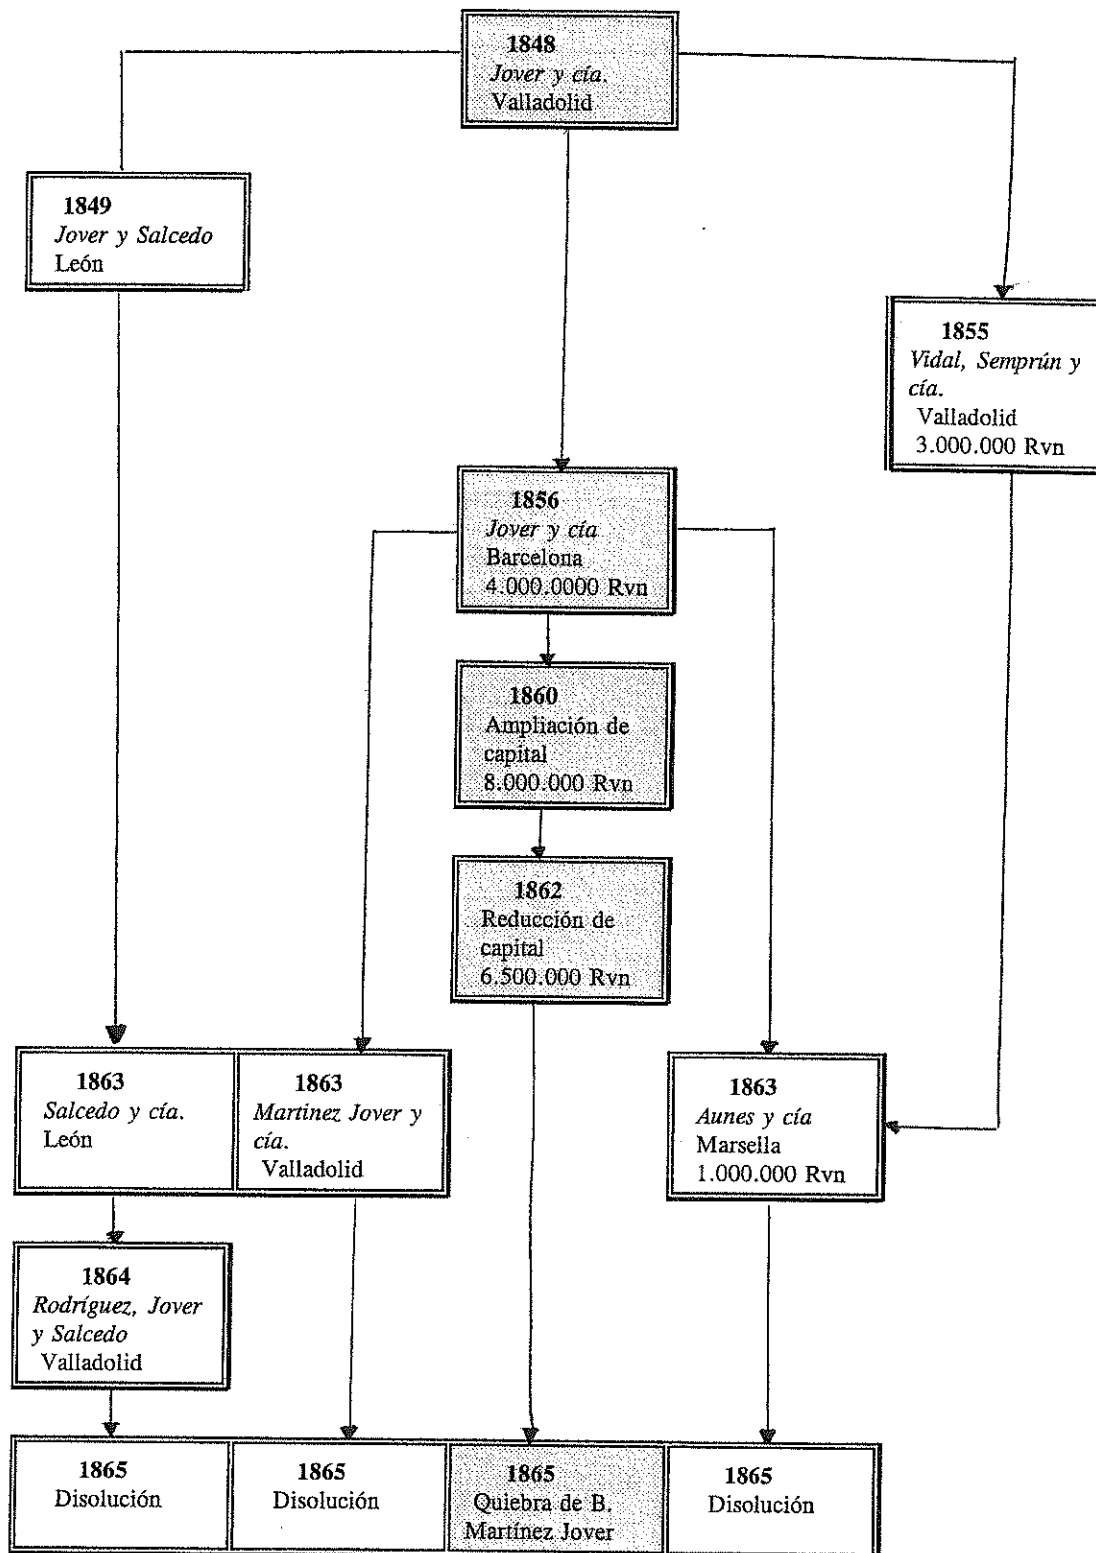 1848
Jover y cía.
Valladolid
1849
Jover y Salcedo
León
1855
Vidal, Semprún y
cía.
Valladolid
3.000.000 Rvn
1856
Jover y cía
Barcelona
4.000.0000 Rvn
1860
Ampliación de
capital
8.000.000 Rvn
1862
Reducción de
capital
6.500.000 Rvn
1863
Salcedo y cía.
León
1863
Martinez Jover y
cía.
Valladolid
1863
Aunes y cía
Marsella
1.000.000 Rvn
1864
Rodríguez, Jover
y Salcedo
Valladolid
1865
Disolución
1865
Disolución
1865
Quiebra de B.
Martínez Jover
1865
Disolución